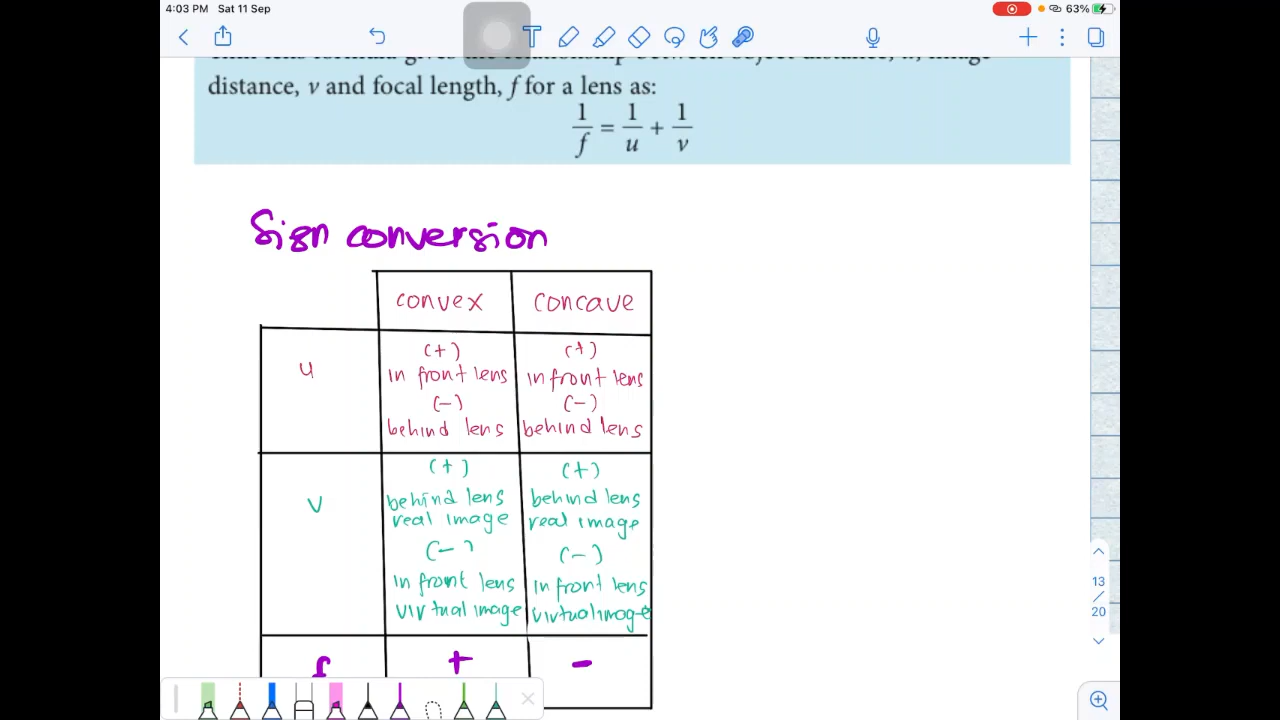 4:03 PM Sat 11 Sep
63%
distance, v and focal length, f for a lens as:
1/f = 1/u + 1/v
Sign conversion
convex concave
u
(+) (+)
in front lens in front lens
(-) (-)
behind lens behind lens
v
(+) (+)
behind lens behind lens
real image real image
(-) (-)
in front lens in front lens
virtual image virtual image
f + -
13
/
20